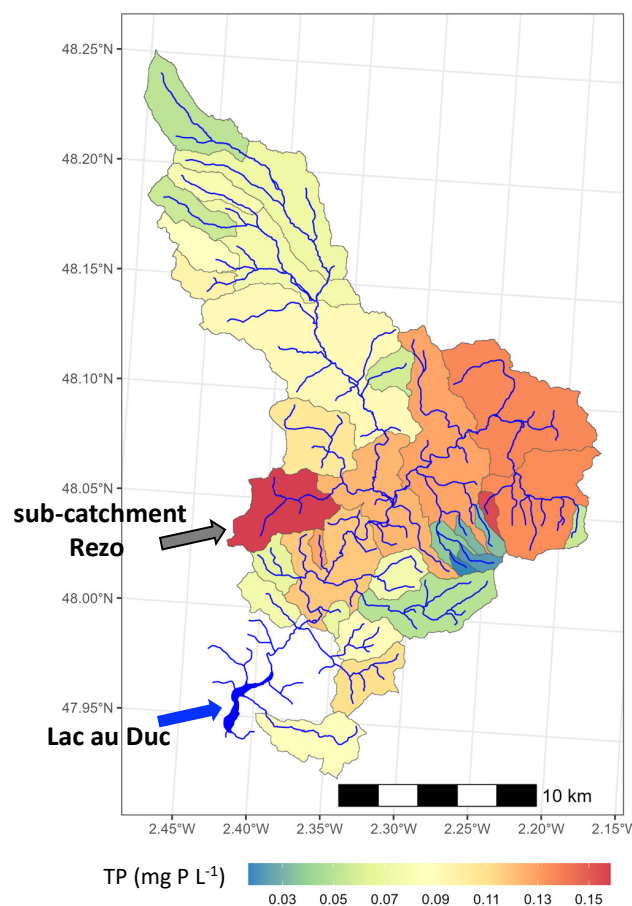 48.25°N
48.20°N
48.15°N
48.10°N
48.05°N
sub-catchment
Rezo
48.00°N
47.95°N
Lac au Duc
10 km
2.45°W 2.40°W 2.35°W 2.30°W 2.25°W 2.20°W 2.15°W
TP (mg P L⁻¹)
0.03 0.05 0.07 0.09 0.11 0.13 0.15